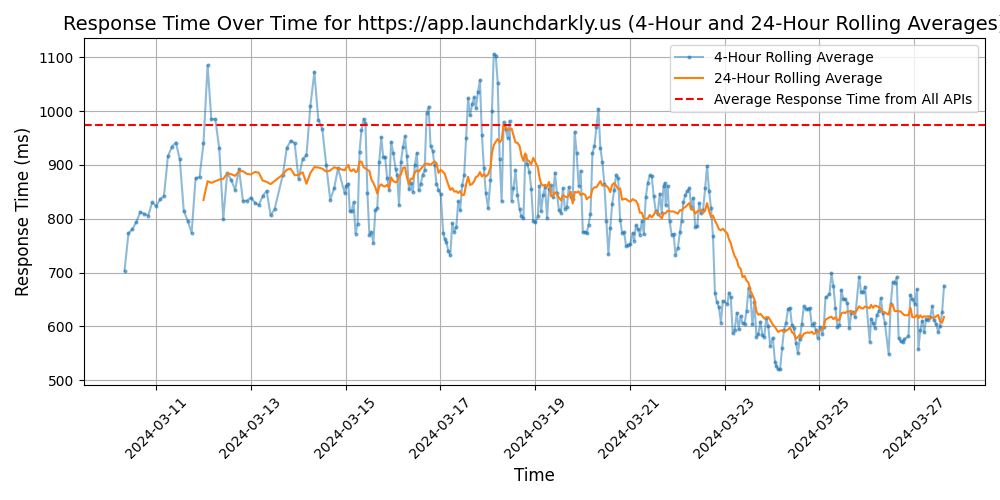 Response Time Over Time for https://app.launchdarkly.us (4-Hour and 24-Hour Rolling Averages)
4-Hour Rolling Average
24-Hour Rolling Average
Average Response Time from All APIs
Response Time (ms)
1100
1000
900
800
700
600
500
2024-03-11
2024-03-13
2024-03-15
2024-03-17
2024-03-19
2024-03-21
2024-03-23
2024-03-25
2024-03-27
Time